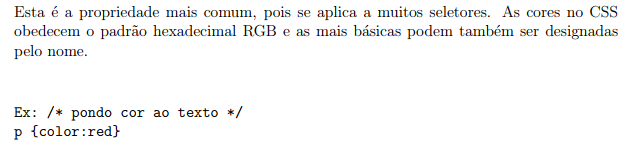 Esta é a propriedade mais comum, pois se aplica a muitos seletores. As cores no CSS
obedecem o padrão hexadecimal RGB e as mais básicas podem também ser designadas
pelo nome.
Ex: /* pondo cor ao texto */
p {color:red}